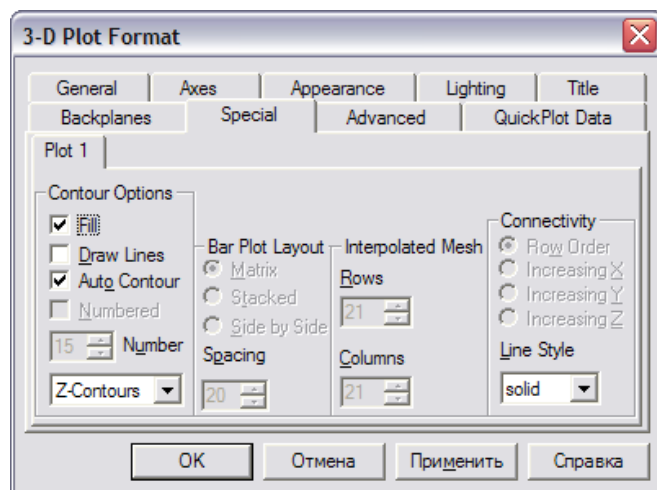 3-D Plot Format
General Axes Appearance Lighting Title
Backplanes Special Advanced QuickPlot Data
Plot 1
Contour Options
Fill
Draw Lines
Auto Contour
Numbered
15 Number
Z-Contours
Bar Plot Layout
Matrix
Stacked
Side by Side
Spacing
20
Interpolated Mesh
Rows
21
Columns
21
Connectivity
Row Order
Increasing X
Increasing Y
Increasing Z
Line Style
solid
OK Отмена Применить Справка